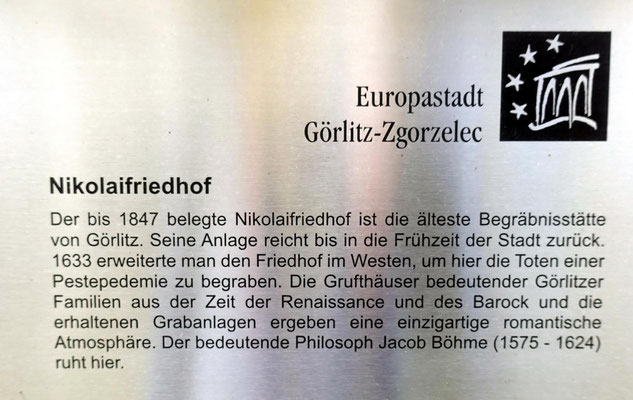 Europastadt
Görlitz-Zgorzelec
Nikolaifriedhof
Der bis 1847 belegte Nikolaifriedhof ist die älteste Begräbnisstätte
von Görlitz. Seine Anlage reicht bis in die Frühzeit der Stadt zurück.
1633 erweiterte man den Friedhof im Westen, um hier die Toten einer
Pestepedemie zu begraben. Die Grufthäuser bedeutender Görlitzer
Familien aus der Zeit der Renaissance und des Barock und die
erhaltenen Grabanlagen ergeben eine einzigartige romantische
Atmosphäre. Der bedeutende Philosoph Jacob Böhme (1575 - 1624)
ruht hier.